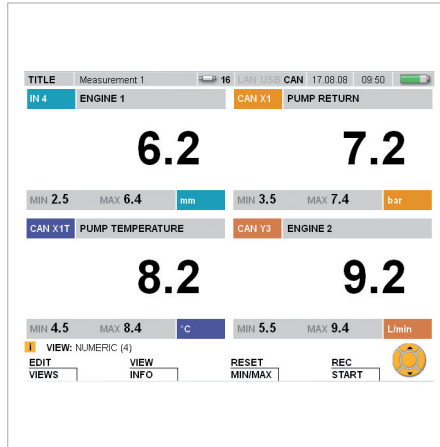 TITLE Measurement 1 16 LAN USB CAN 17.08.08 09:50
IN 4 ENGINE 1 CAN X1 PUMP RETURN
6.2 7.2
MIN 2.5 MAX 6.4 mm MIN 3.5 MAX 7.4 bar
CAN X1T PUMP TEMPERATURE CAN Y3 ENGINE 2
8.2 9.2
MIN 4.5 MAX 8.4 °C MIN 5.5 MAX 9.4 L/min
i VIEW: NUMERIC (4)
EDIT VIEW RESET REC
VIEWS INFO MIN/MAX START